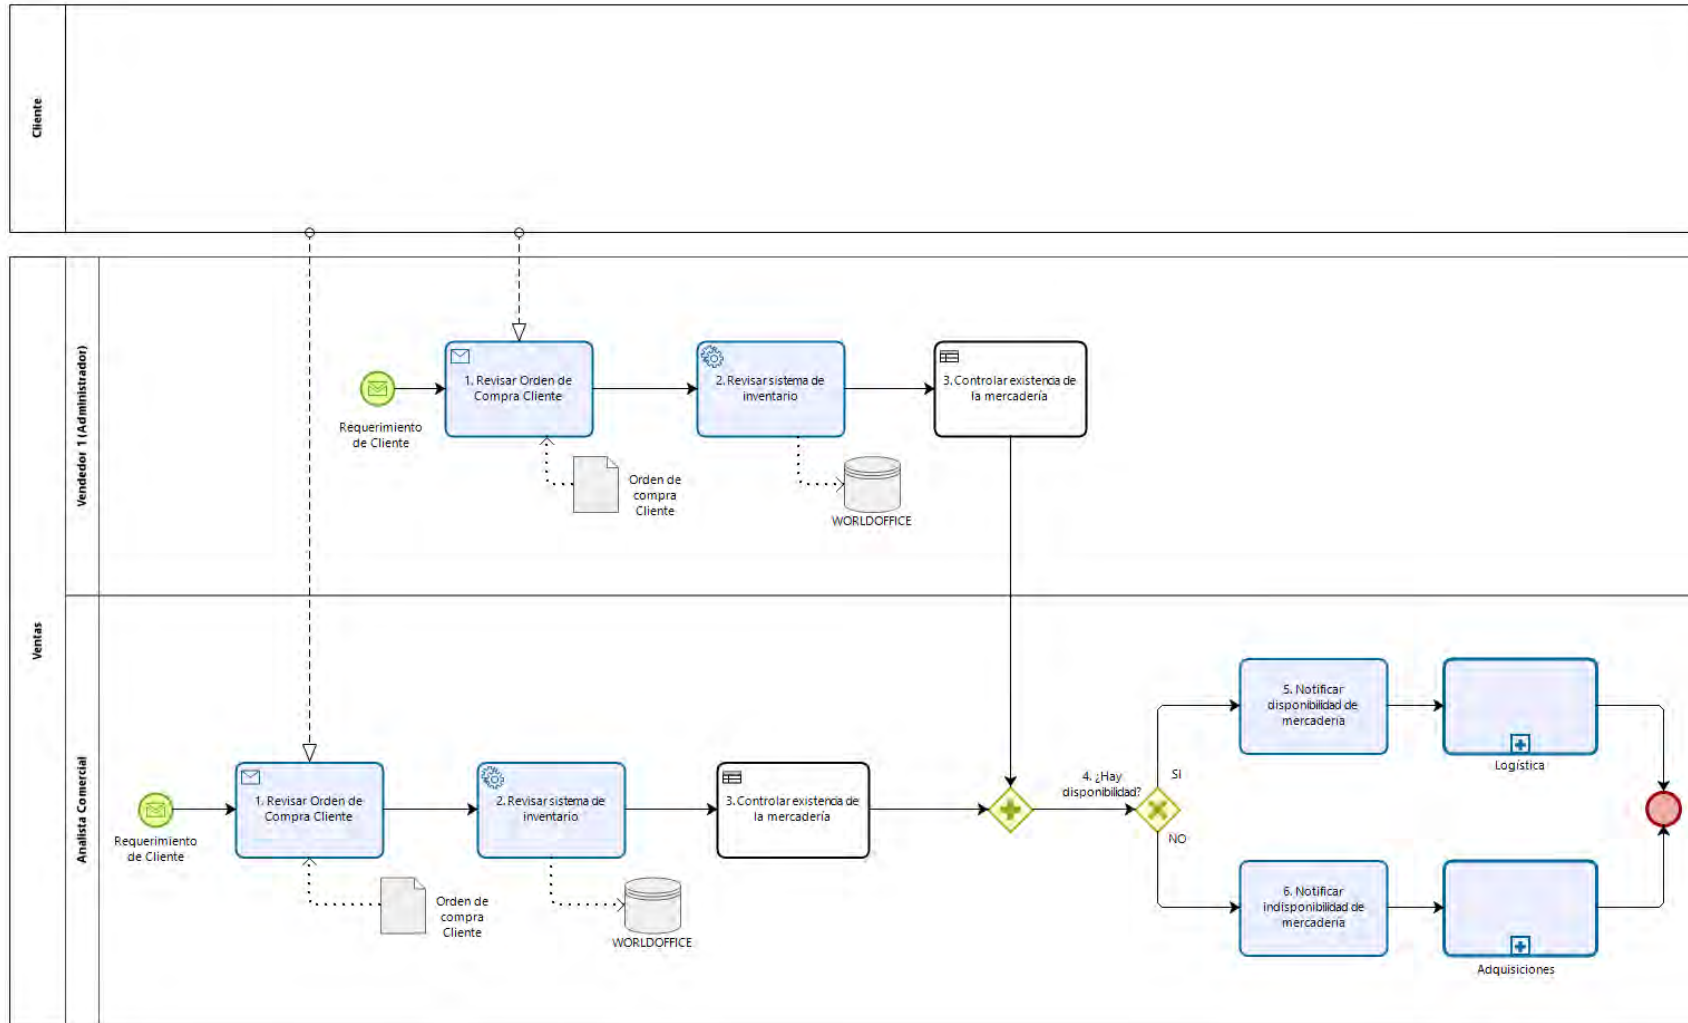 Cliente
Ventas
Vendedor 1 (Administrador)
Requerimiento
de Cliente
1. Revisar Orden de
Compra Cliente
Orden de
compra
Cliente
2. Revisar sistema de
inventario
WORLDOFFICE
3. Controlar existencia de
la mercadería
Analista Comercial
Requerimiento
de Cliente
1. Revisar Orden de
Compra Cliente
Orden de
compra
Cliente
2. Revisar sistema de
inventario
WORLDOFFICE
3. Controlar existencia de
la mercadería
4. ¿Hay
disponibilidad?
SI
NO
5. Notificar
disponibilidad de
mercadería
Logística
6. Notificar
indisponibilidad de
mercadería
Adquisiciones